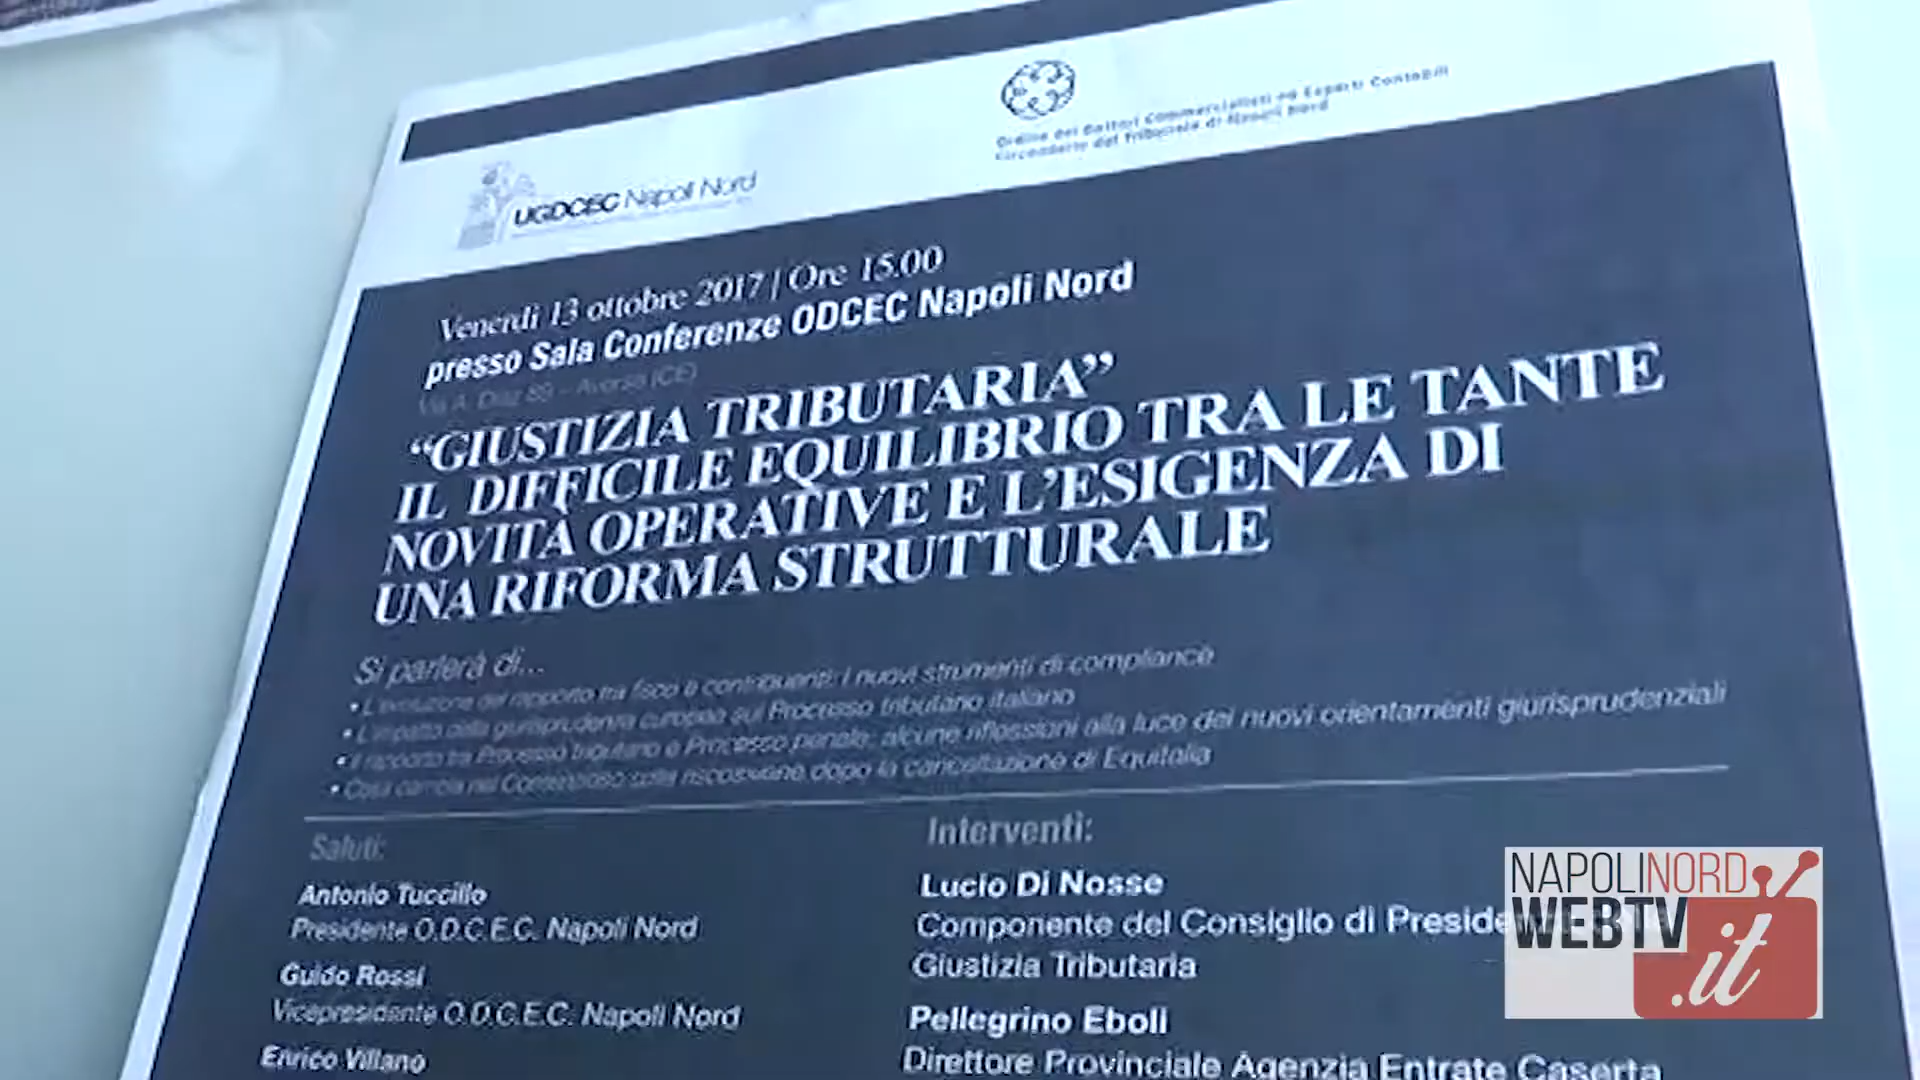 Ordine dei Dottori Commercialisti ed Esperti Contabili
Circondario del Tribunale di Napoli Nord
UGDCEC Napoli Nord
Venerdì 13 ottobre 2017 | Ore 15.00
presso Sala Conferenze ODCEC Napoli Nord
Via A. Diaz 89 - Aversa (CE)
“GIUSTIZIA TRIBUTARIA”
IL DIFFICILE EQUILIBRIO TRA LE TANTE
NOVITÀ OPERATIVE E L’ESIGENZA DI
UNA RIFORMA STRUTTURALE
Si parlerà di...
• L'evoluzione del rapporto tra fisco e contribuenti: i nuovi strumenti di compliance
• L'impatto della giurisprudenza europea sul Processo tributario italiano
• Il rapporto tra Processo tributario e Processo penale: alcune riflessioni alla luce dei nuovi orientamenti giurisprudenziali
• Cosa cambia nel Contenzioso sulla riscossione dopo la cancellazione di Equitalia
Saluti:
Antonio Tuccillo
Presidente O.D.C.E.C. Napoli Nord
Guido Rossi
Vicepresidente O.D.C.E.C. Napoli Nord
Enrico Villano
Interventi:
Lucio Di Nosse
Componente del Consiglio di
Giustizia Tributaria
Pellegrino Eboli
Direttore Provinciale Agenzia Entrate Caserta
NAPOLINORD
WEBTV
.it